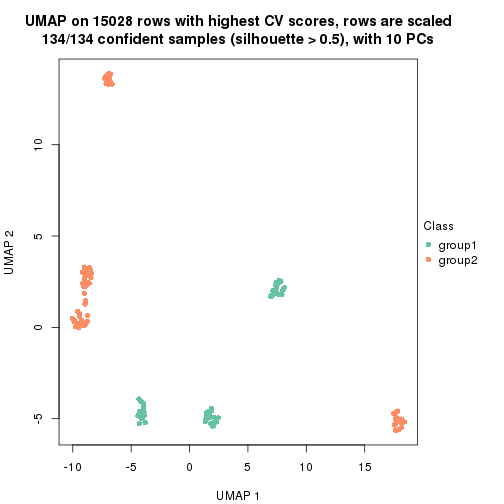 UMAP on 15028 rows with highest CV scores, rows are scaled
134/134 confident samples (silhouette > 0.5), with 10 PCs
10
5
0
-5
UMAP 2
-10
-5
0
5
10
15
UMAP 1
Class
group1
group2